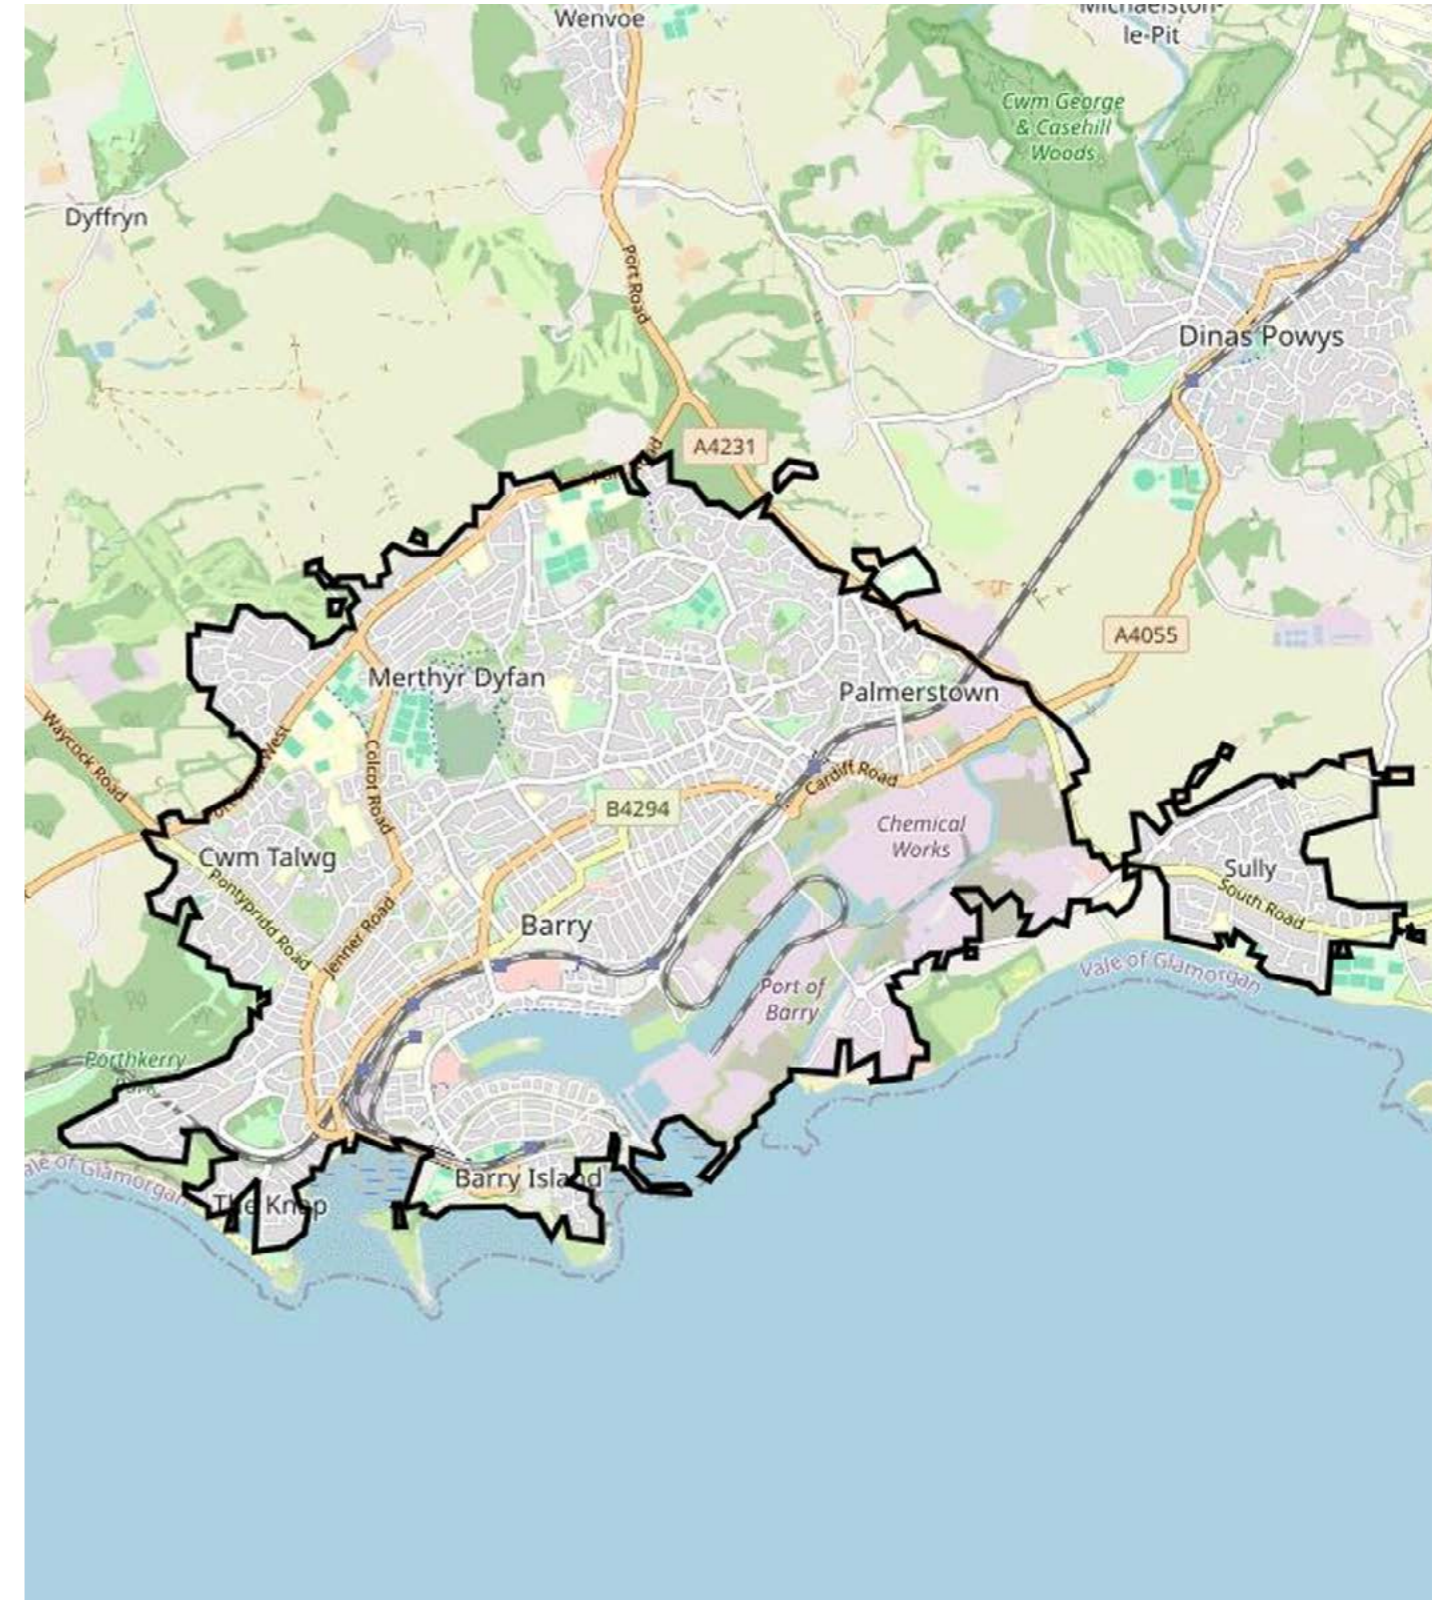 Wenvoe
Michaelston-
le-Pit
Cwm George
& Casehill
Woods
Dyffryn
Port Road
Dinas Powys
A4231
A4055
Merthyr Dyfan
Palmerstown
Waycock Road
Colcot Road
Cardiff Road
B4294
Chemical
Works
Cwm Talwg
Sully
Pontypridd Road
South Road
Jenner Road
Barry
Vale of Glamorgan
Port of
Barry
Porthkerry
Vale of Glamorgan
Barry Island
The Knap